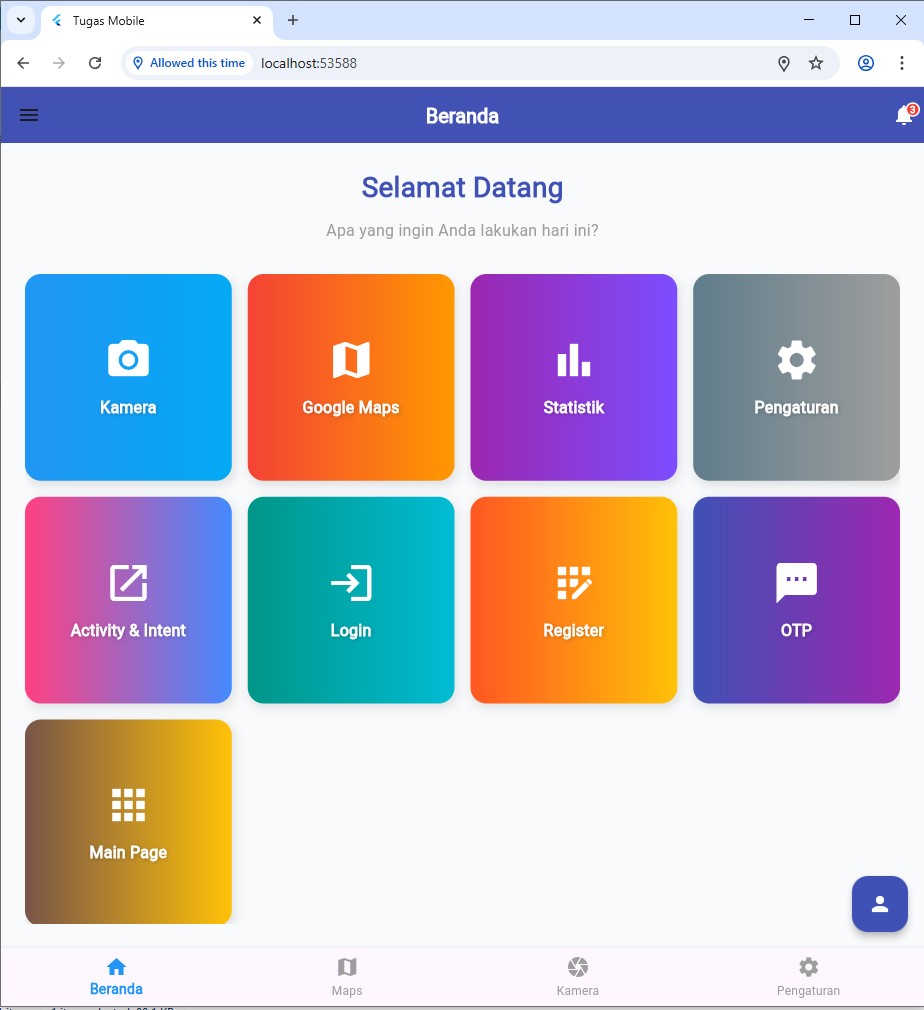 Tugas Mobile
Allowed this time
localhost:53588
Beranda
3
Selamat Datang
Apa yang ingin Anda lakukan hari ini?
Kamera
Google Maps
Statistik
Pengaturan
Activity & Intent
Login
Register
OTP
Main Page
Beranda
Maps
Kamera
Pengaturan